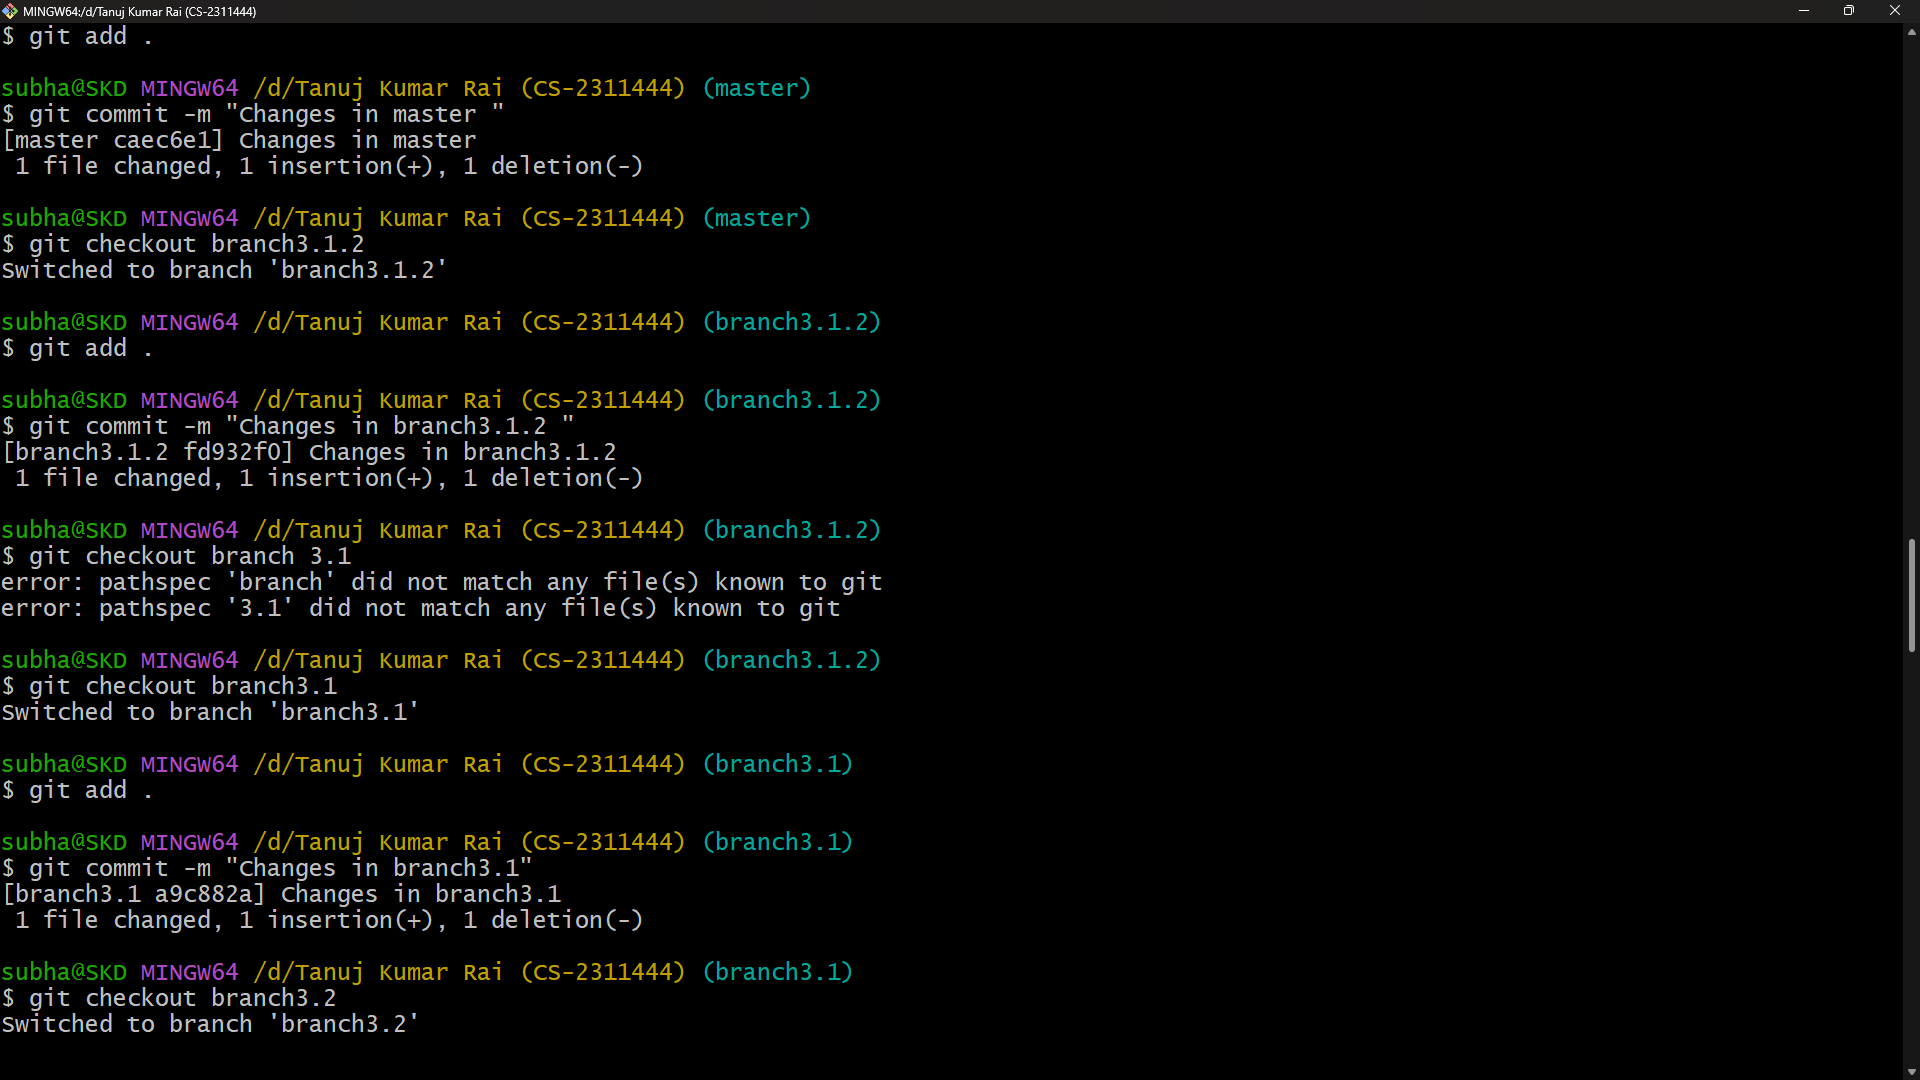 MINGW64:/d/Tanuj Kumar Rai (CS-2311444)
$ git add .
subha@SKD MINGW64 /d/Tanuj Kumar Rai (CS-2311444) (master)
$ git commit -m "Changes in master "
[master caec6e1] Changes in master
 1 file changed, 1 insertion(+), 1 deletion(-)
subha@SKD MINGW64 /d/Tanuj Kumar Rai (CS-2311444) (master)
$ git checkout branch3.1.2
Switched to branch 'branch3.1.2'
subha@SKD MINGW64 /d/Tanuj Kumar Rai (CS-2311444) (branch3.1.2)
$ git add .
subha@SKD MINGW64 /d/Tanuj Kumar Rai (CS-2311444) (branch3.1.2)
$ git commit -m "Changes in branch3.1.2 "
[branch3.1.2 fd932f0] Changes in branch3.1.2
 1 file changed, 1 insertion(+), 1 deletion(-)
subha@SKD MINGW64 /d/Tanuj Kumar Rai (CS-2311444) (branch3.1.2)
$ git checkout branch 3.1
error: pathspec 'branch' did not match any file(s) known to git
error: pathspec '3.1' did not match any file(s) known to git
subha@SKD MINGW64 /d/Tanuj Kumar Rai (CS-2311444) (branch3.1.2)
$ git checkout branch3.1
Switched to branch 'branch3.1'
subha@SKD MINGW64 /d/Tanuj Kumar Rai (CS-2311444) (branch3.1)
$ git add .
subha@SKD MINGW64 /d/Tanuj Kumar Rai (CS-2311444) (branch3.1)
$ git commit -m "Changes in branch3.1"
[branch3.1 a9c882a] Changes in branch3.1
 1 file changed, 1 insertion(+), 1 deletion(-)
subha@SKD MINGW64 /d/Tanuj Kumar Rai (CS-2311444) (branch3.1)
$ git checkout branch3.2
Switched to branch 'branch3.2'